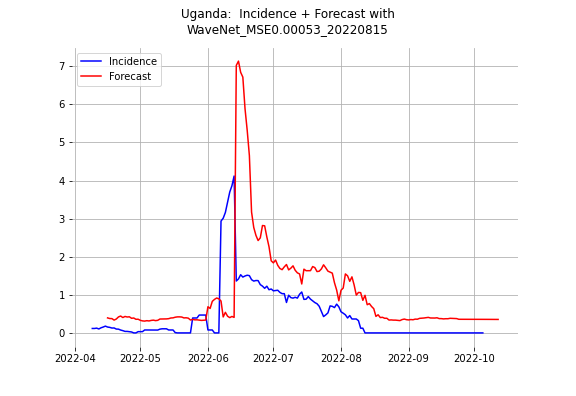 Uganda:  Incidence + Forecast with
WaveNet_MSE0.00053_20220815
Incidence
Forecast
7
6
5
4
3
2
1
0
2022-04 2022-05 2022-06 2022-07 2022-08 2022-09 2022-10